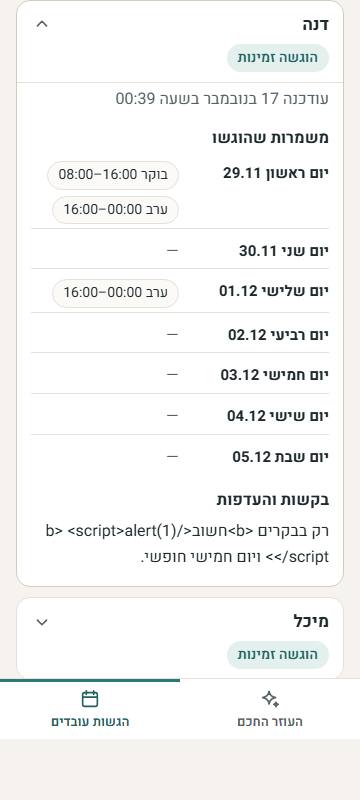 דנה
הוגשה זמינות
עודכנה 17 בנובמבר בשעה 00:39
משמרות שהוגשו
יום ראשון 29.11
בוקר 08:00–16:00
ערב 16:00–00:00
יום שני 30.11
—
יום שלישי 01.12
ערב 16:00–00:00
יום רביעי 02.12
—
יום חמישי 03.12
—
יום שישי 04.12
—
יום שבת 05.12
—
בקשות והעדפות
רק בבקרים <b>חשוב</b> <script>alert(1)
</script> ויום חמישי חופשי.
מיכל
הוגשה זמינות
העוזר החכם
הגשות עובדים